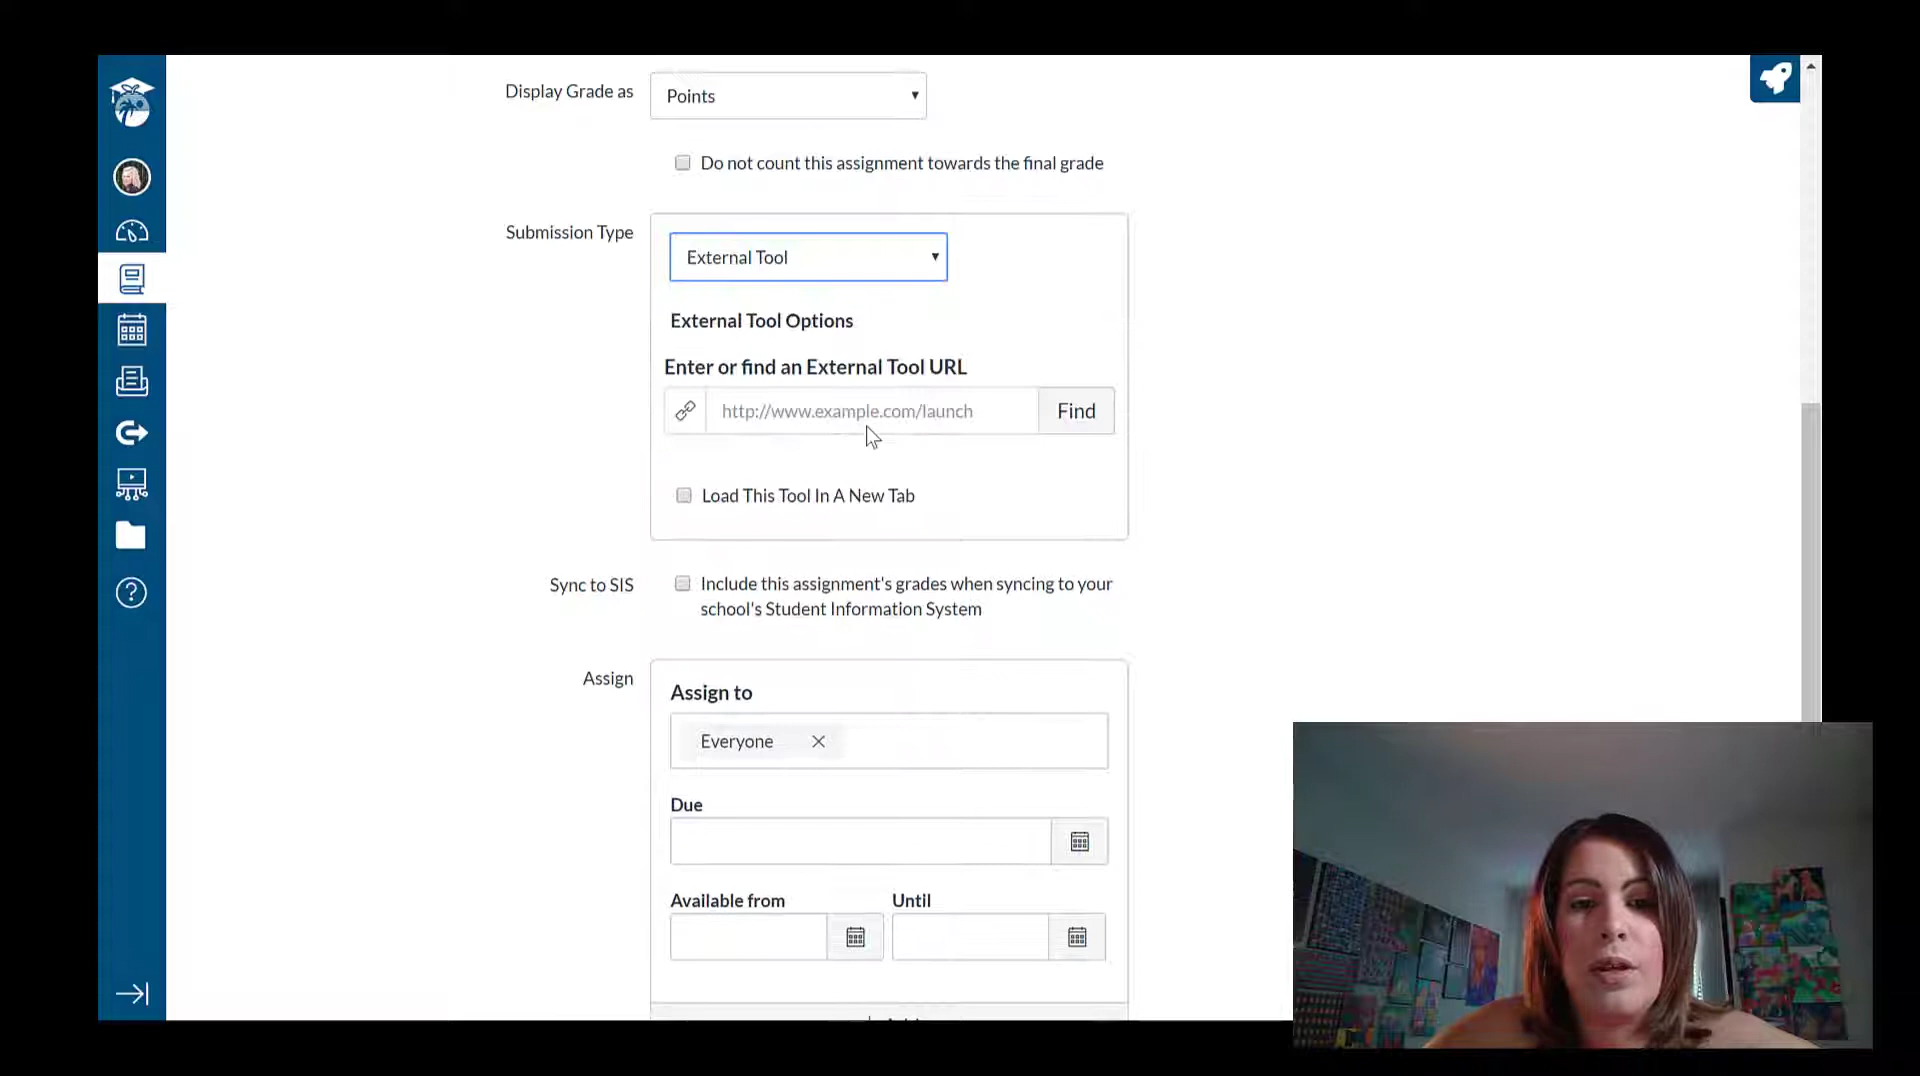 Display Grade as
Points
Do not count this assignment towards the final grade
Submission Type
External Tool
External Tool Options
Enter or find an External Tool URL
http://www.example.com/launch
Find
Load This Tool In A New Tab
Sync to SIS
Include this assignment's grades when syncing to your
school's Student Information System
Assign
Assign to
Everyone
Due
Available from
Until